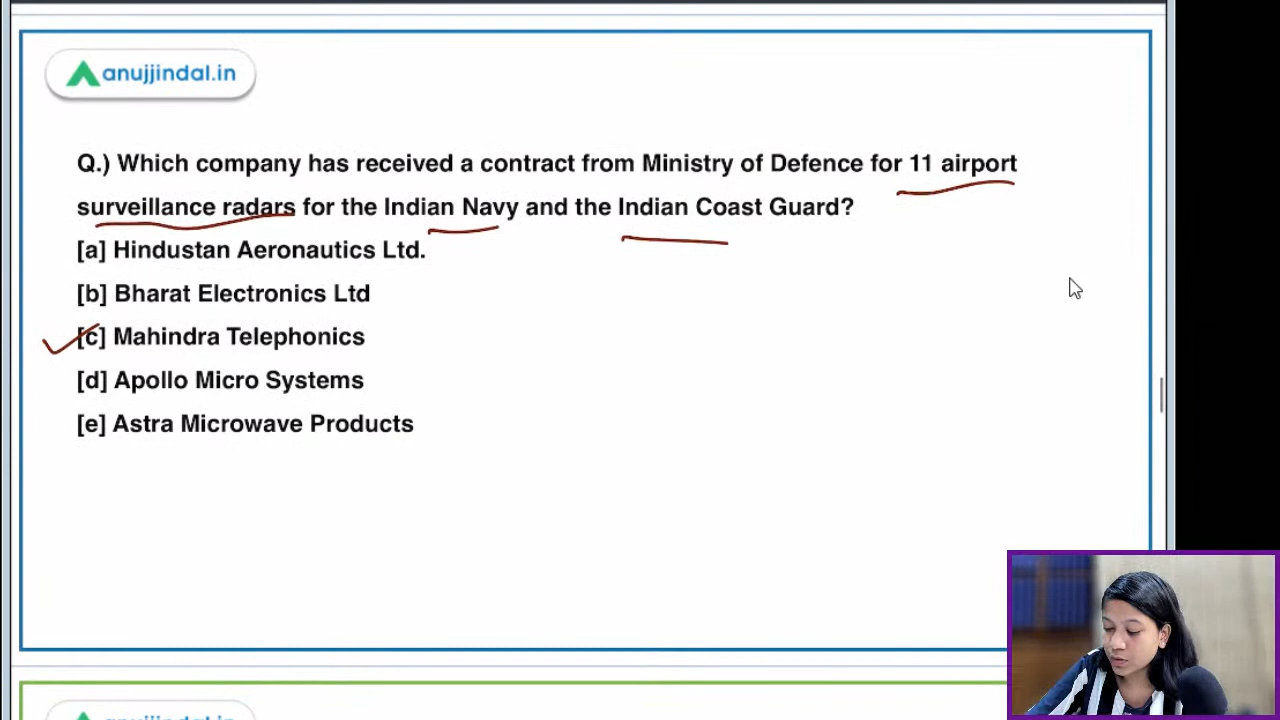 anujjindal.in
Q.) Which company has received a contract from Ministry of Defence for 11 airport
surveillance radars for the Indian Navy and the Indian Coast Guard?
[a] Hindustan Aeronautics Ltd.
[b] Bharat Electronics Ltd
[c] Mahindra Telephonics
[d] Apollo Micro Systems
[e] Astra Microwave Products
anujjindal.in